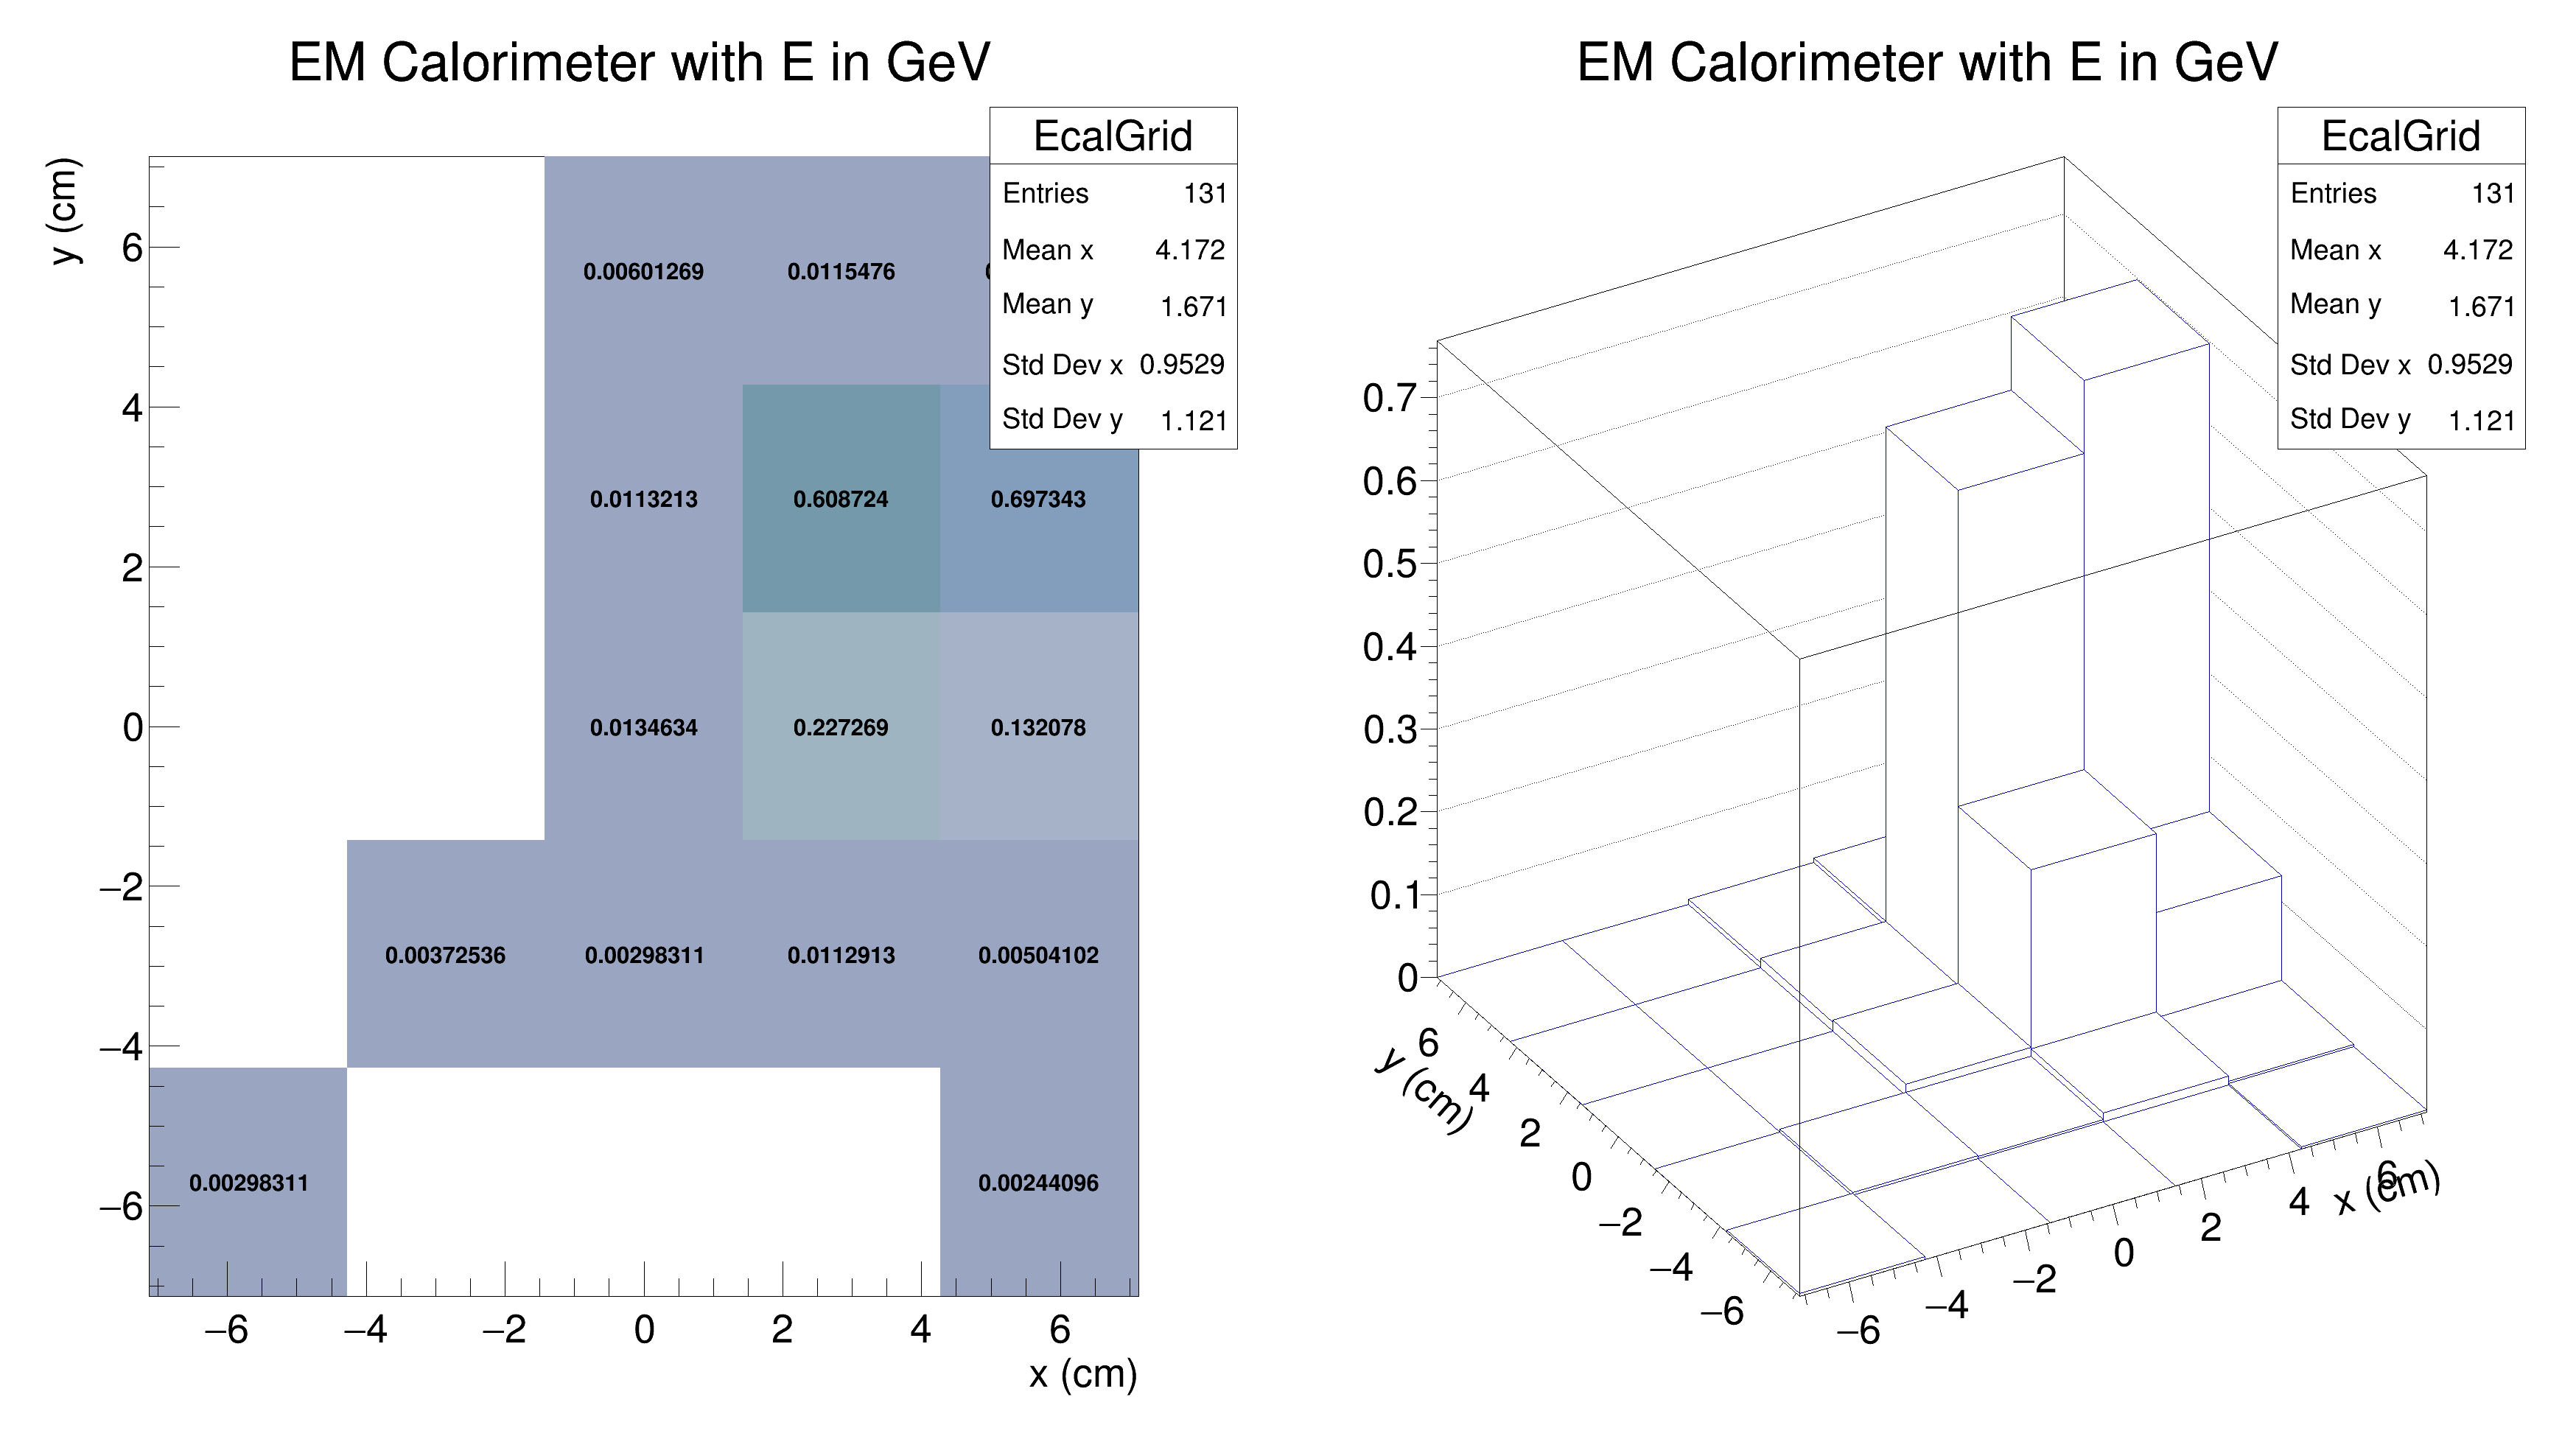 EM Calorimeter with E in GeV
EcalGrid
Entries 131
Mean x 4.172
Mean y 1.671
Std Dev x 0.9529
Std Dev y 1.121
y (cm)
6
4
2
0
−2
−4
−6
0.00601269 0.0115476
0.0113213 0.608724 0.697343
0.0134634 0.227269 0.132078
0.00372536 0.00298311 0.0112913 0.00504102
0.00298311 0.00244096
−6 −4 −2 0 2 4 6
x (cm)
EM Calorimeter with E in GeV
EcalGrid
Entries 131
Mean x 4.172
Mean y 1.671
Std Dev x 0.9529
Std Dev y 1.121
0.7
0.6
0.5
0.4
0.3
0.2
0.1
0
y (cm)
6
4
2
0
−2
−4
−6
−6
−4
−2
0
2
4
6
x (cm)